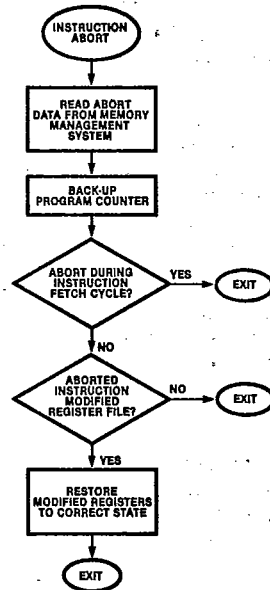 INSTRUCTION
ABORT
READ ABORT
DATA FROM MEMORY
MANAGEMENT
SYSTEM
BACK-UP
PROGRAM COUNTER
ABORT DURING
INSTRUCTION
FETCH CYCLE?
YES
EXIT
NO
ABORTED
INSTRUCTION
MODIFIED
REGISTER FILE?
NO
EXIT
YES
RESTORE
MODIFIED REGISTERS
TO CORRECT STATE
EXIT